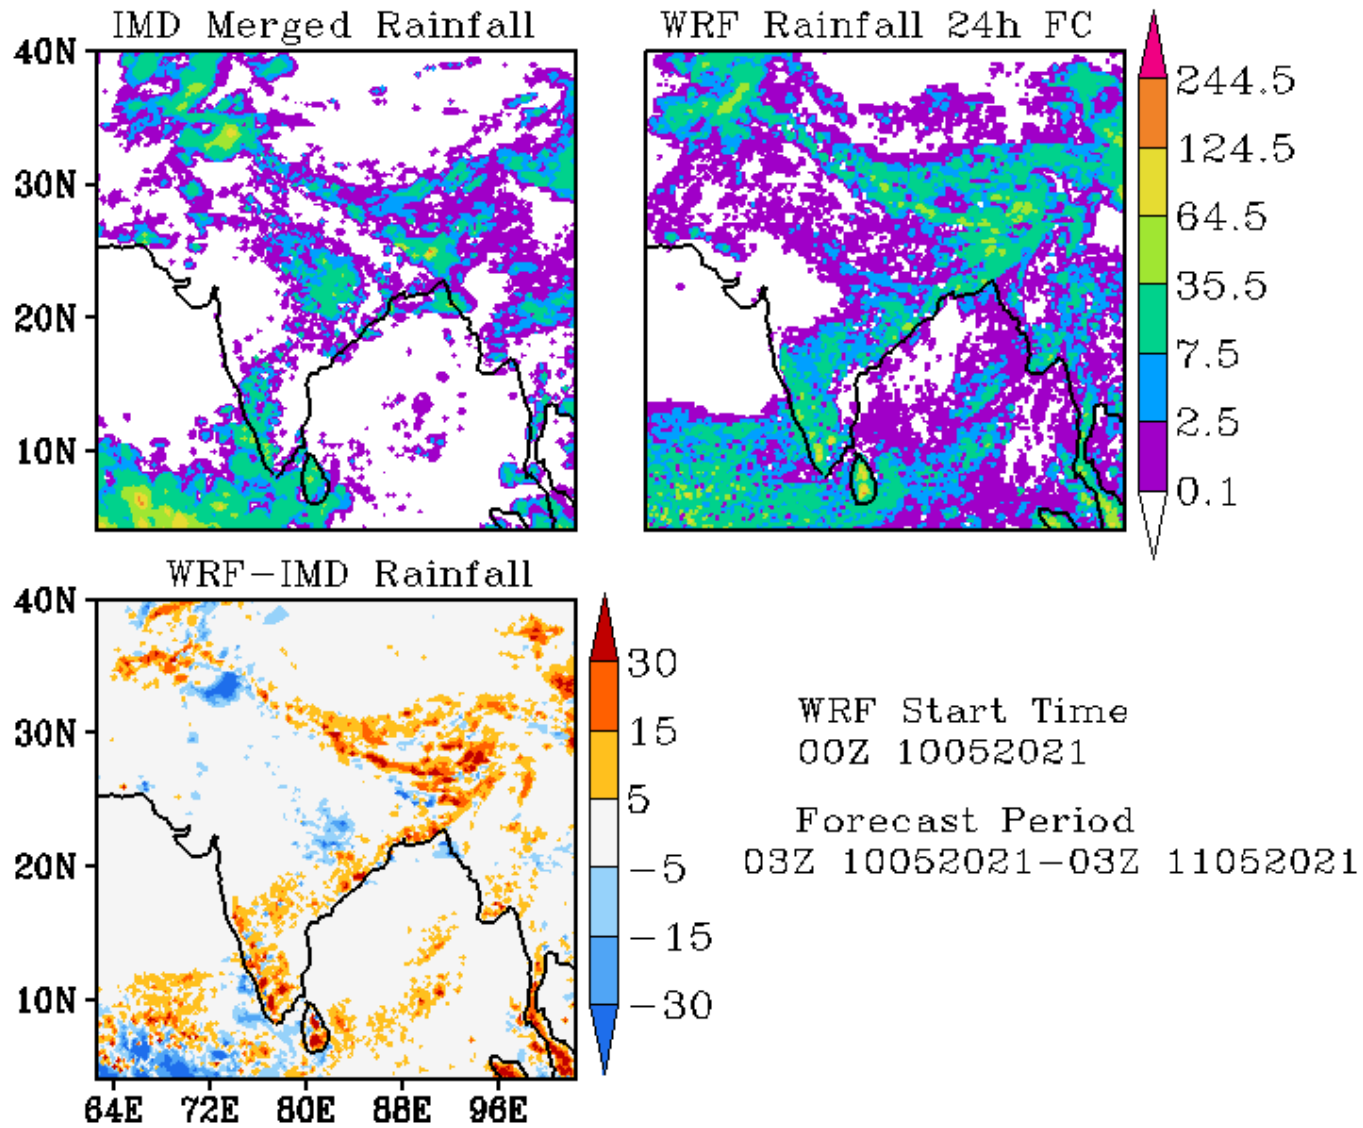 IMD Merged Rainfall
WRF Rainfall 24h FC
40N
30N
20N
10N
244.5
124.5
64.5
35.5
7.5
2.5
0.1
WRF-IMD Rainfall
40N
30N
20N
10N
64E 72E 80E 88E 96E
30
15
5
-5
-15
-30
WRF Start Time
00Z 10052021
Forecast Period
03Z 10052021-03Z 11052021